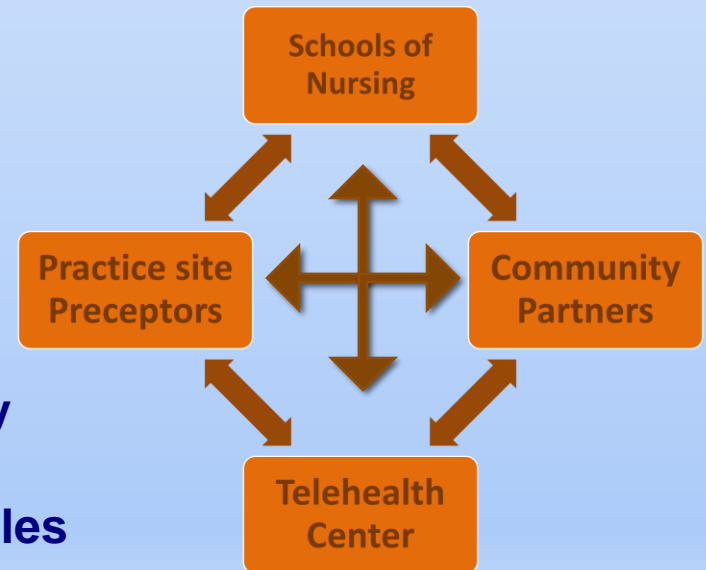 Schools of
Nursing
Practice site
Preceptors
Community
Partners
Telehealth
Center